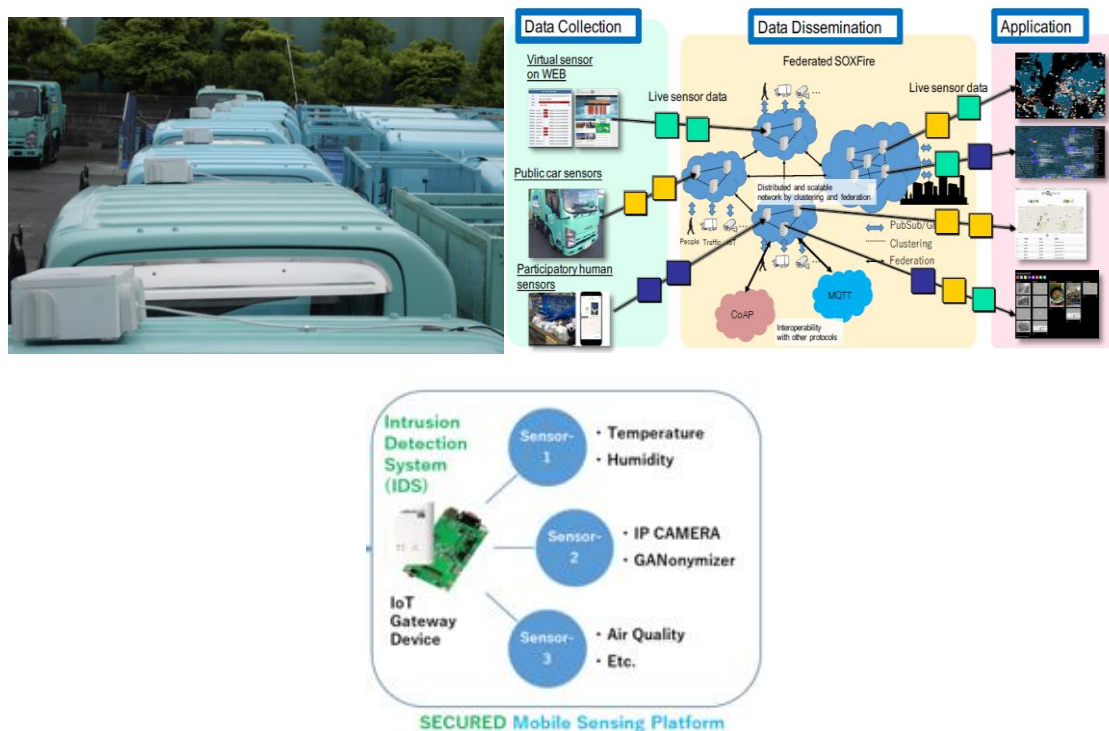 Data Collection
Data Dissemination
Application
Virtual sensor
on WEB
Federated SOXFire
Live sensor data
Live sensor data
Public car sensors
Distributed and scalable
network by clustering and federation
PubSub/
People Traffic
Clustering
Federation
Participatory human
sensors
CoAP
MQTT
Interoperability
with other protocols
Intrusion
Detection
System
(IDS)
Sensor-
1
・ Temperature
・ Humidity
Sensor-
2
・ IP CAMERA
・ GANonymizer
IoT
Gateway
Device
Sensor-
3
・ Air Quality
・ Etc.
SECURED Mobile Sensing Platform